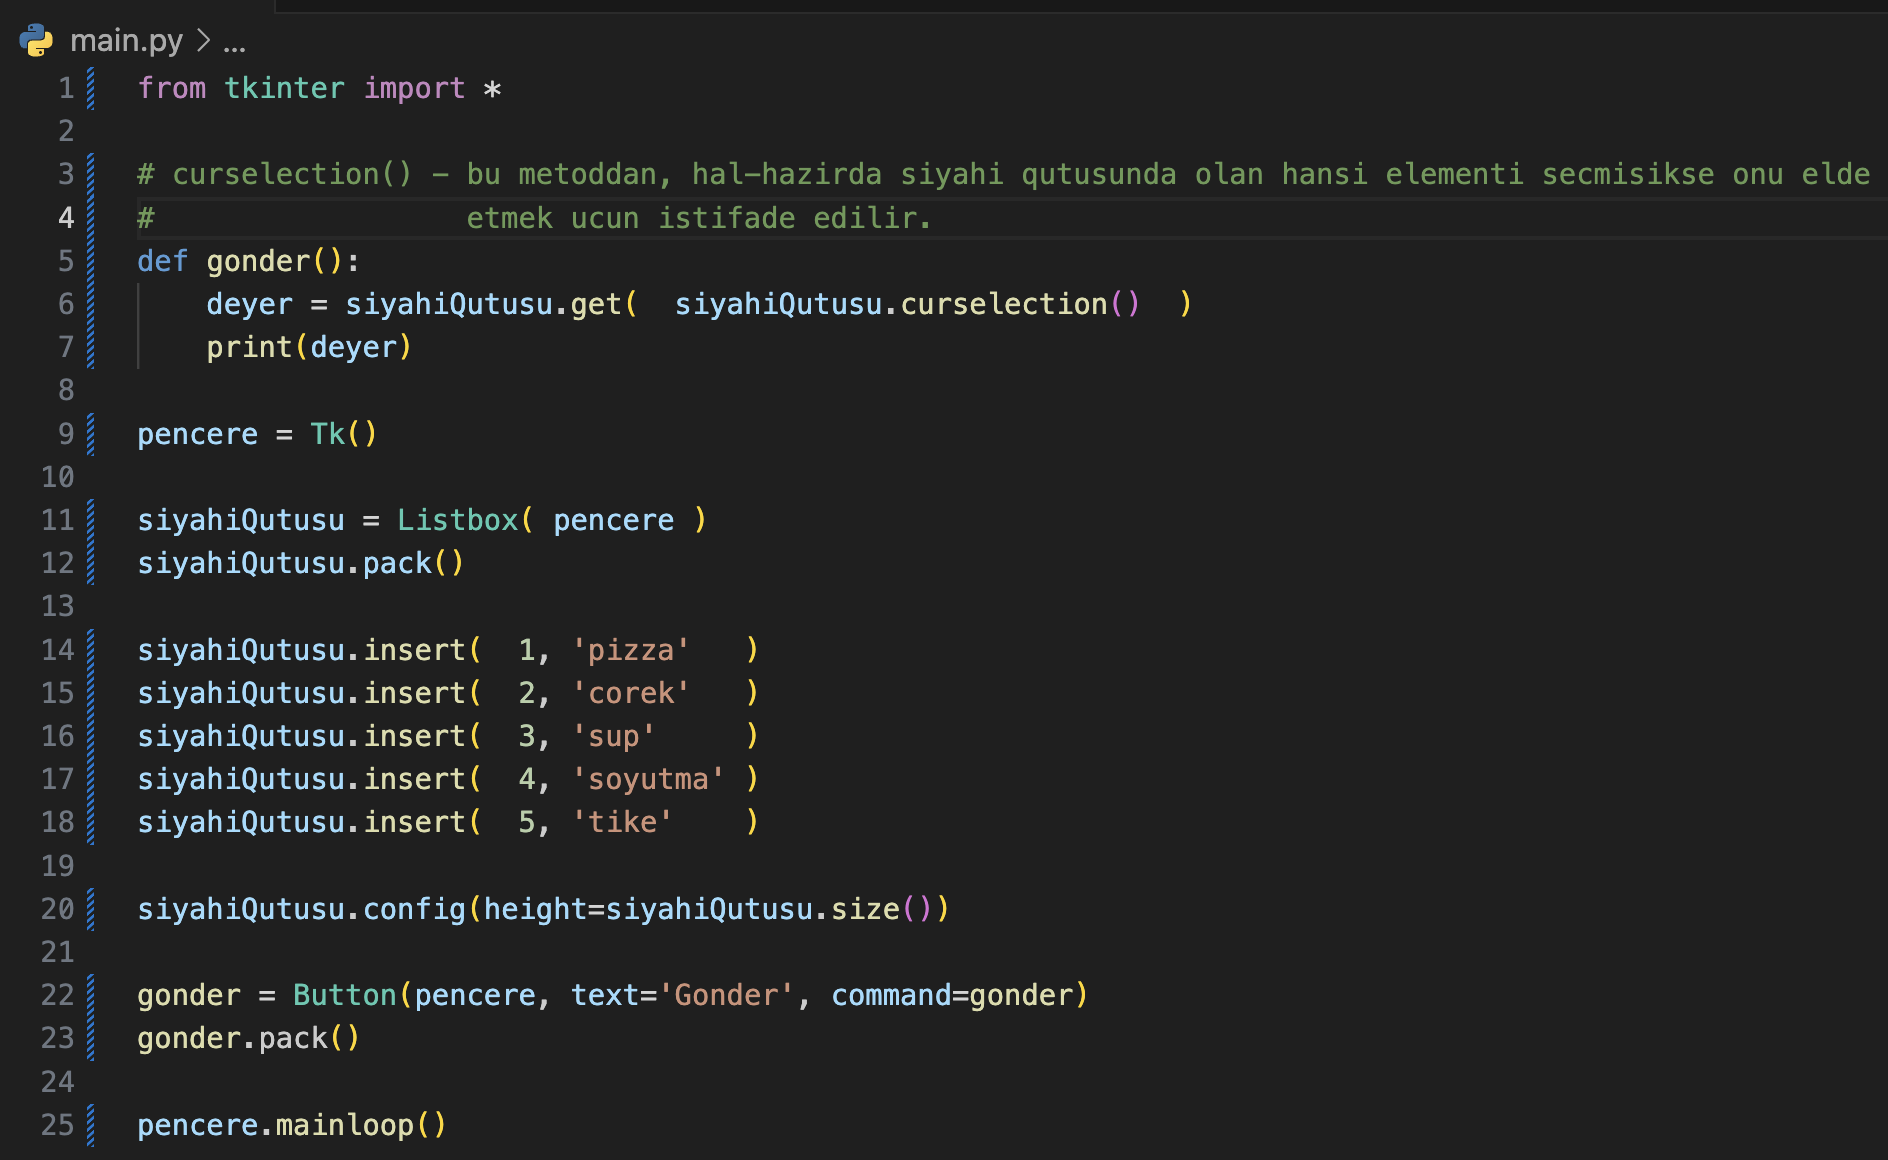 main.py > ...
1 from tkinter import *
2
3 # curselection() – bu metoddan, hal-hazirda siyahi qutusunda olan hansi elementi secmisikse onu elde
4 #                  etmek ucun istifade edilir.
5 def gonder():
6     deyer = siyahiQutusu.get(  siyahiQutusu.curselection()  )
7     print(deyer)
8
9 pencere = Tk()
10
11 siyahiQutusu = Listbox( pencere )
12 siyahiQutusu.pack()
13
14 siyahiQutusu.insert(  1, 'pizza'   )
15 siyahiQutusu.insert(  2, 'corek'   )
16 siyahiQutusu.insert(  3, 'sup'     )
17 siyahiQutusu.insert(  4, 'soyutma' )
18 siyahiQutusu.insert(  5, 'tike'    )
19
20 siyahiQutusu.config(height=siyahiQutusu.size())
21
22 gonder = Button(pencere, text='Gonder', command=gonder)
23 gonder.pack()
24
25 pencere.mainloop()